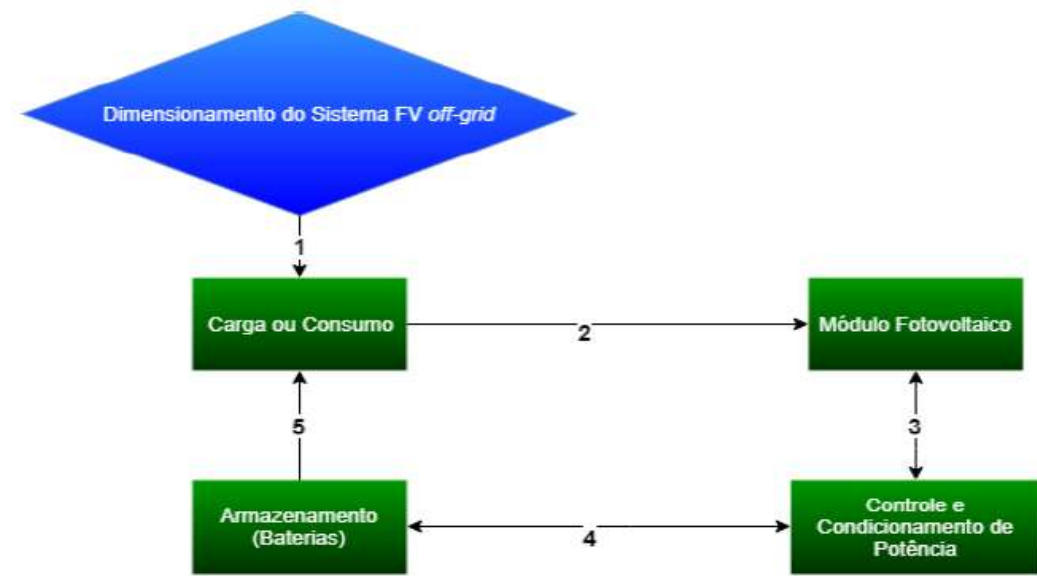 Dimensionamento do Sistema FV off-grid
1
Carga ou Consumo
2
Módulo Fotovoltaico
5
3
Armazenamento
(Baterias)
4
Controle e
Condicionamento de
Potência